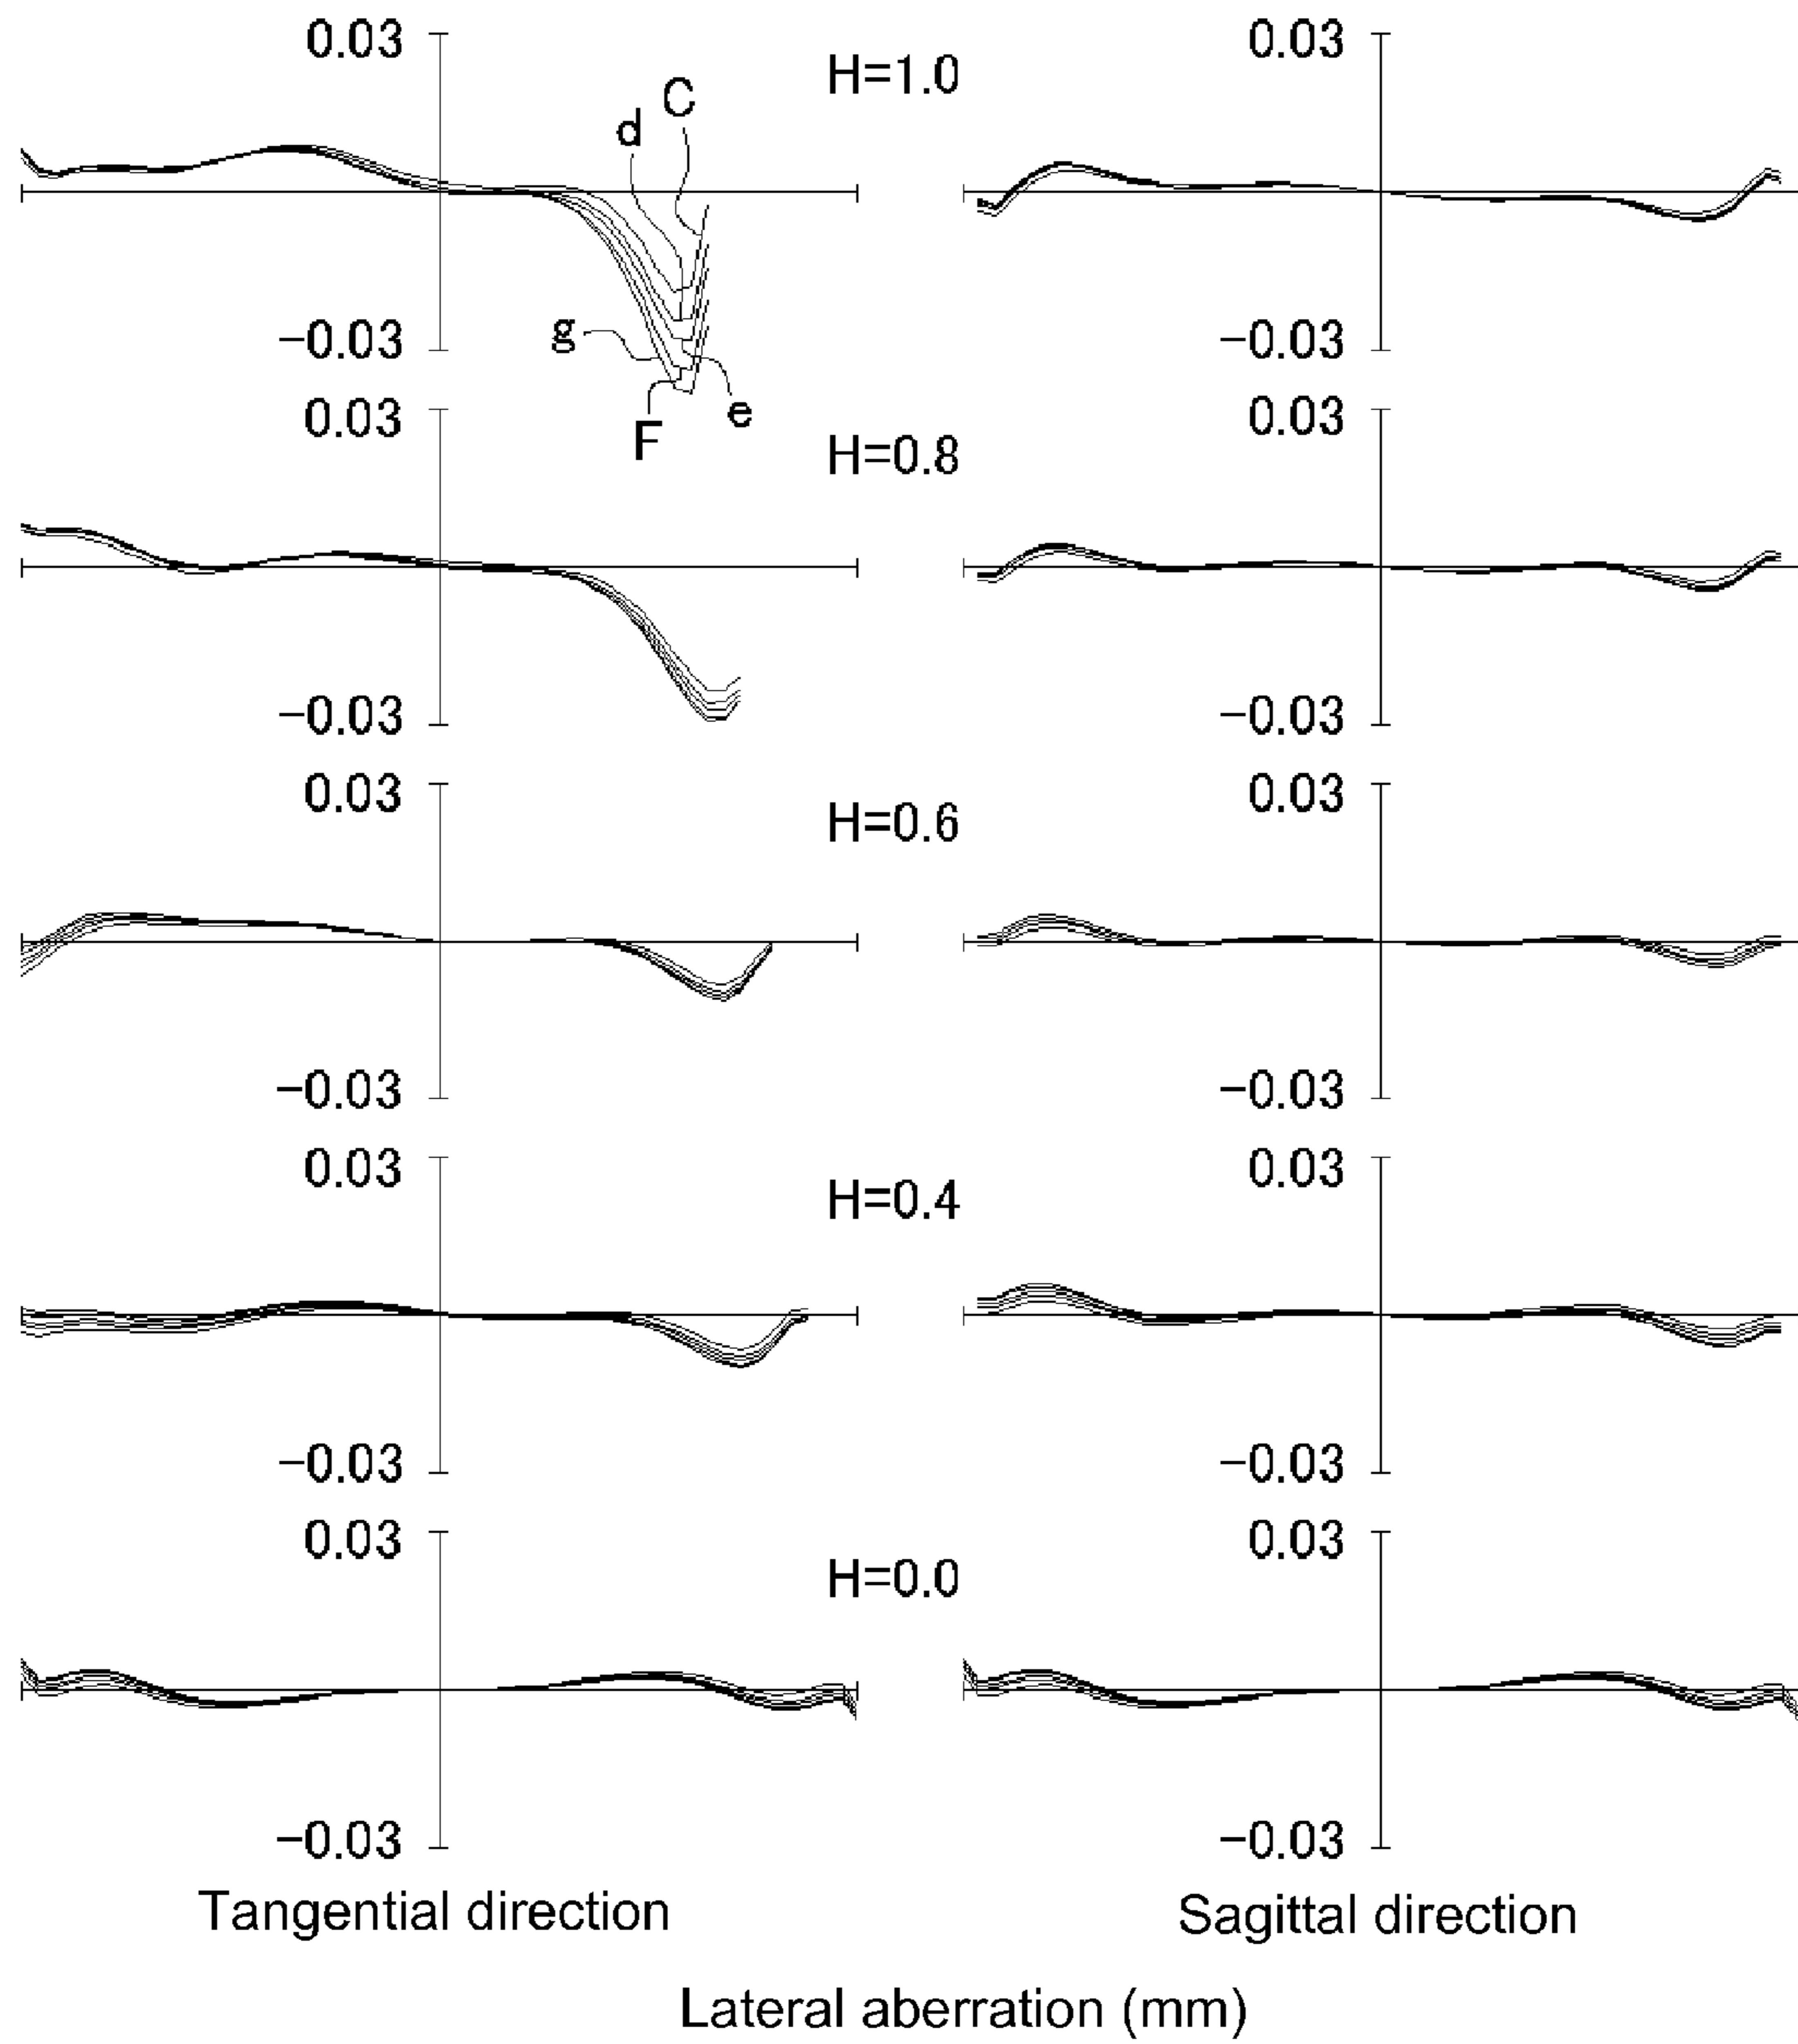 0.03 0.03
H=1.0
C
d
g
−0.03 −0.03
e
F
0.03 0.03
H=0.8
−0.03 −0.03
0.03 0.03
H=0.6
−0.03 −0.03
0.03 0.03
H=0.4
−0.03 −0.03
0.03 0.03
H=0.0
−0.03 −0.03
Tangential direction Sagittal direction
Lateral aberration (mm)